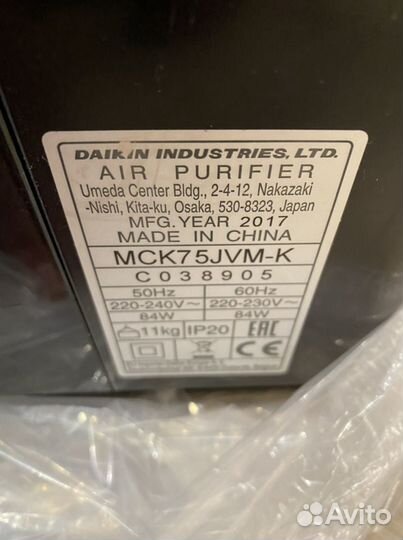 DAIKIN INDUSTRIES, LTD.
AIR PURIFIER
Umeda Center Bldg., 2-4-12, Nakazaki
-Nishi, Kita-ku, Osaka, 530-8323, Japan
MFG.YEAR 2017
MADE IN CHINA
MCK75JVM-K
C038905
50Hz 60Hz
220-240V~ 220-230V~
84W 84W
11kg IP20 EAC
CE
Avito